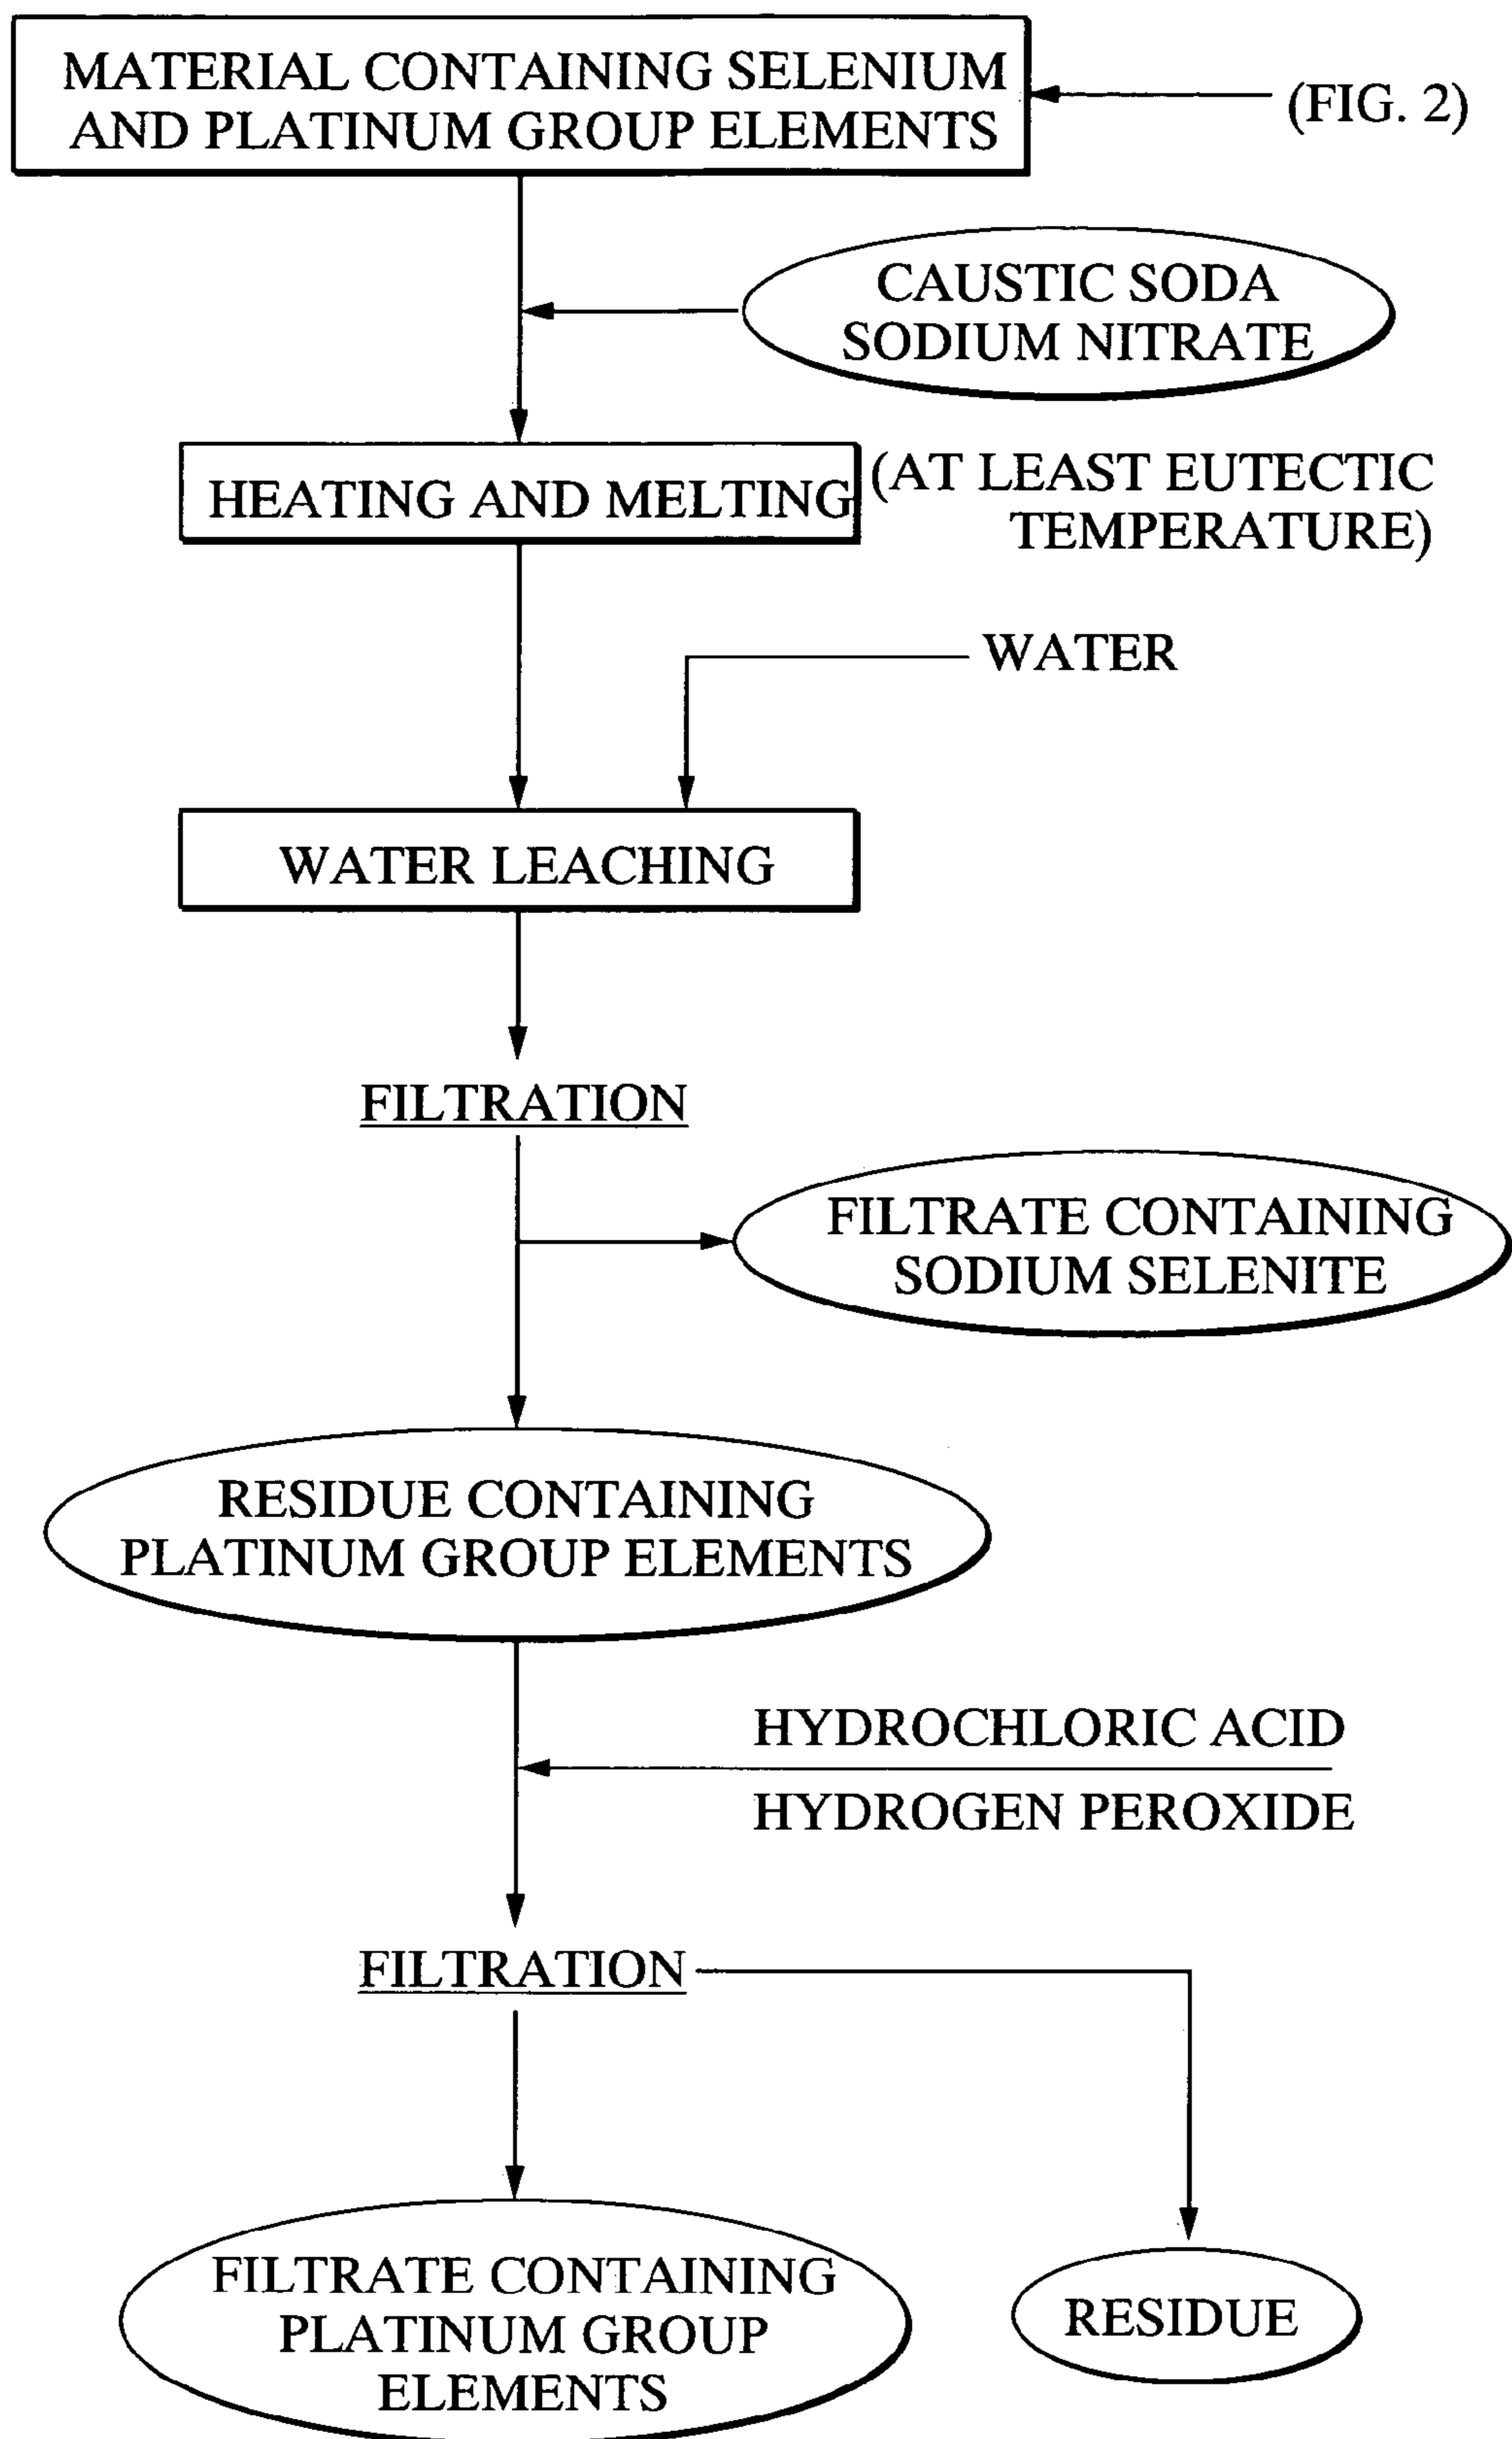 MATERIAL CONTAINING SELENIUM
AND PLATINUM GROUP ELEMENTS
(FIG. 2)
CAUSTIC SODA
SODIUM NITRATE
HEATING AND MELTING
(AT LEAST EUTECTIC
TEMPERATURE)
WATER
WATER LEACHING
FILTRATION
FILTRATE CONTAINING
SODIUM SELENITE
RESIDUE CONTAINING
PLATINUM GROUP ELEMENTS
HYDROCHLORIC ACID
HYDROGEN PEROXIDE
FILTRATION
FILTRATE CONTAINING
PLATINUM GROUP
ELEMENTS
RESIDUE